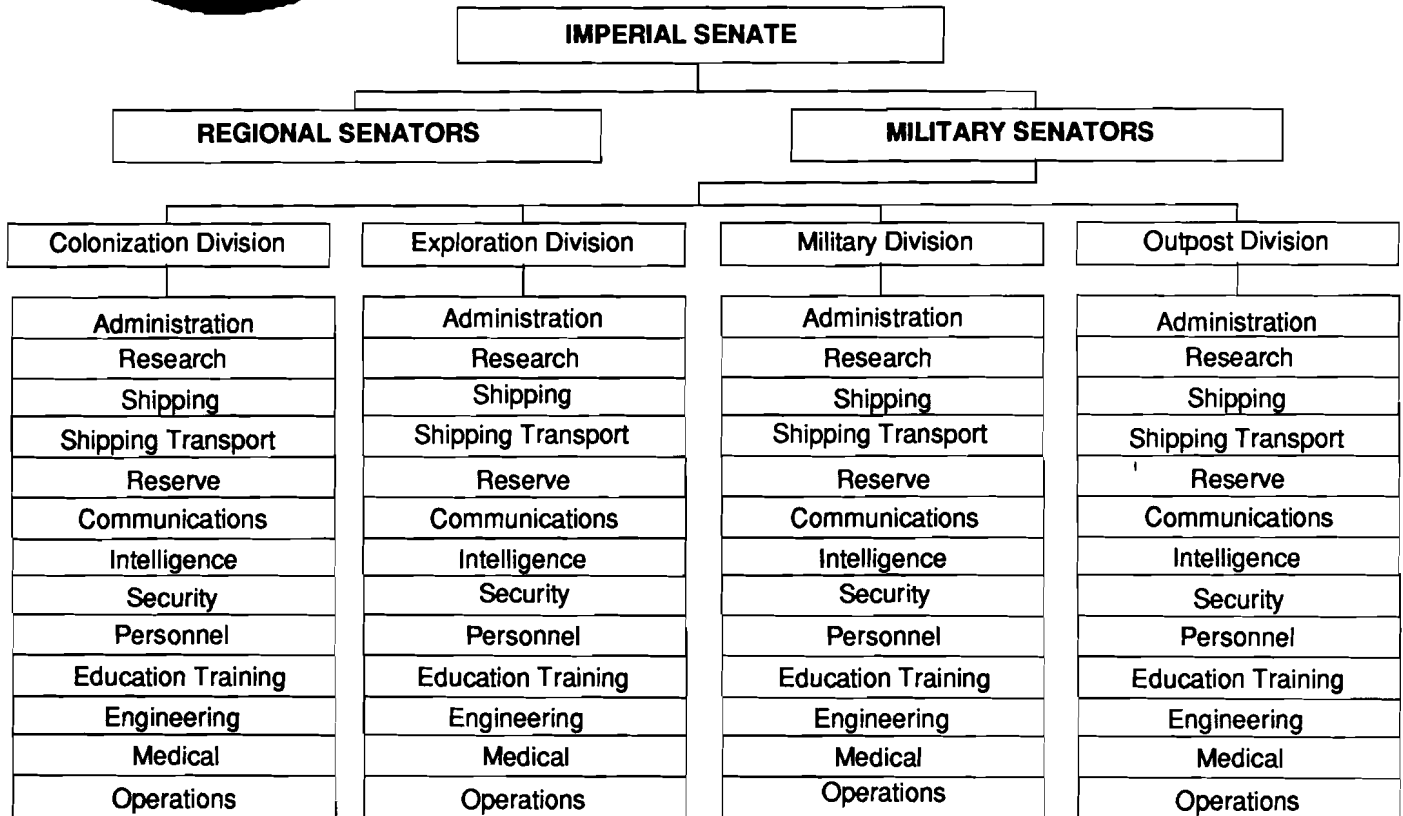 IMPERIAL SENATE
REGIONAL SENATORS
MILITARY SENATORS
Colonization Division
Administration
Research
Shipping
Shipping Transport
Reserve
Communications
Intelligence
Security
Personnel
Education Training
Engineering
Medical
Operations
Exploration Division
Administration
Research
Shipping
Shipping Transport
Reserve
Communications
Intelligence
Security
Personnel
Education Training
Engineering
Medical
Operations
Military Division
Administration
Research
Shipping
Shipping Transport
Reserve
Communications
Intelligence
Security
Personnel
Education Training
Engineering
Medical
Operations
Outpost Division
Administration
Research
Shipping
Shipping Transport
Reserve
Communications
Intelligence
Security
Personnel
Education Training
Engineering
Medical
Operations